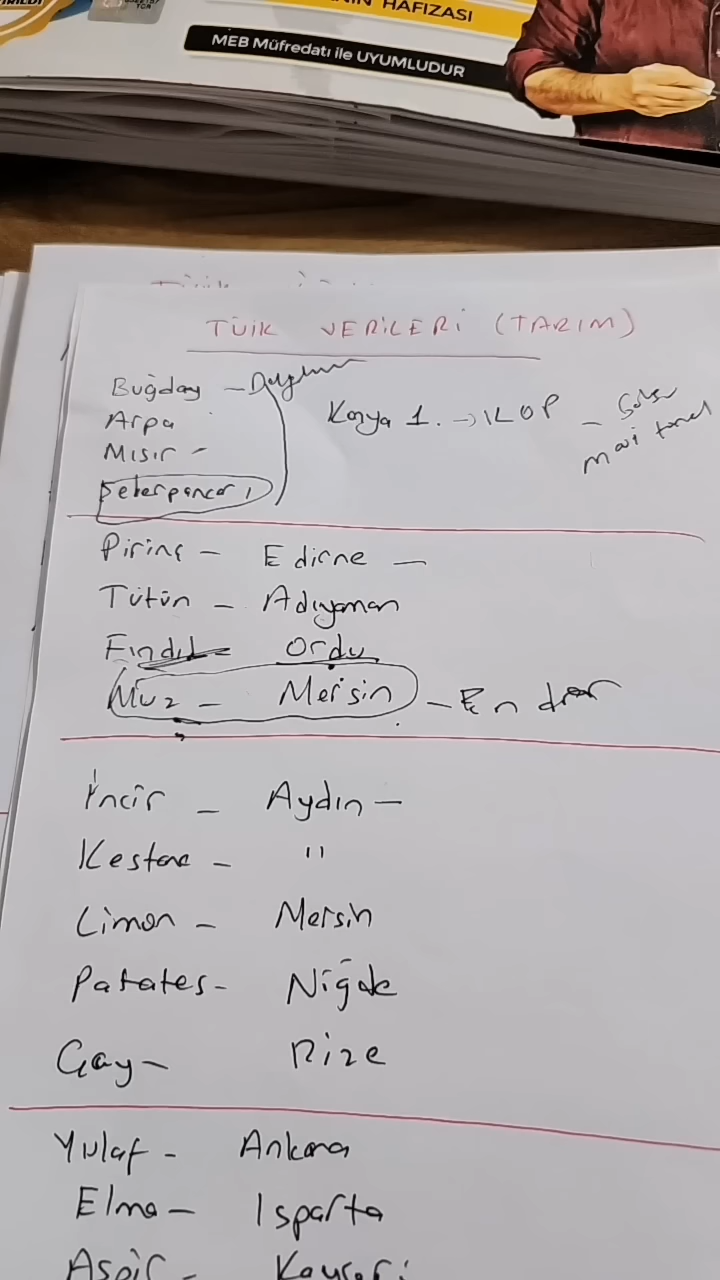 HAFIZASI
MEB Müfredatı ile UYUMLUDUR
TÜİK VERİLERİ (TARIM)
Buğday -
Arpa
Mısır -
Şekerpancarı
Konya 1. → KOP -
mavi tünel
Pirinç - Edirne -
Tütün - Adıyaman
Fındık Ordu
Muz - Mersin - En dar
İncir - Aydın -
Kestane - "
Limon - Mersin
Patates - Niğde
Çay - Rize
Yulaf - Ankara
Elma - Isparta
Aspir - Kayseri